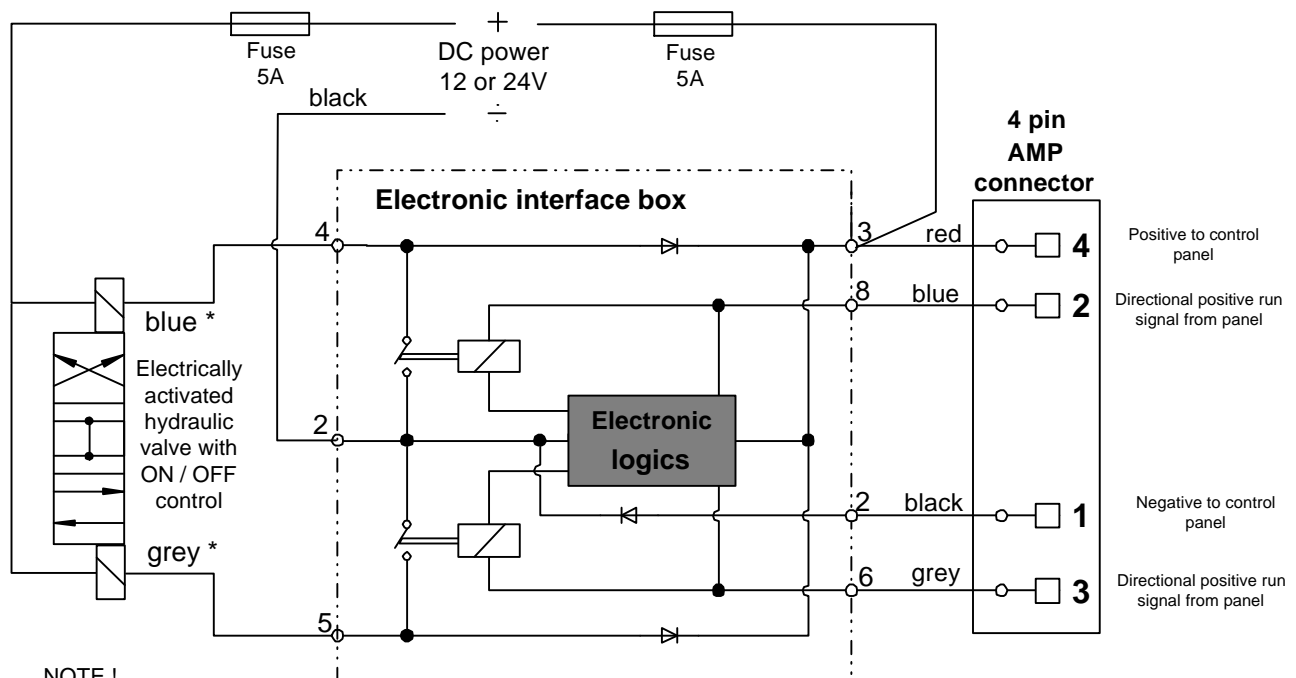 +
Fuse
5A
DC power
12 or 24V
Fuse
5A
black
÷
4 pin
AMP
connector
Electronic interface box
4
3
red
4
Positive to control
panel
8
blue
2
Directional positive run
signal from panel
blue *
Electrically
activated
hydraulic
valve with
ON / OFF
control
2
Electronic
logics
2
black
1
Negative to control
panel
grey *
6
grey
3
Directional positive run
signal from panel
5
NOTE !